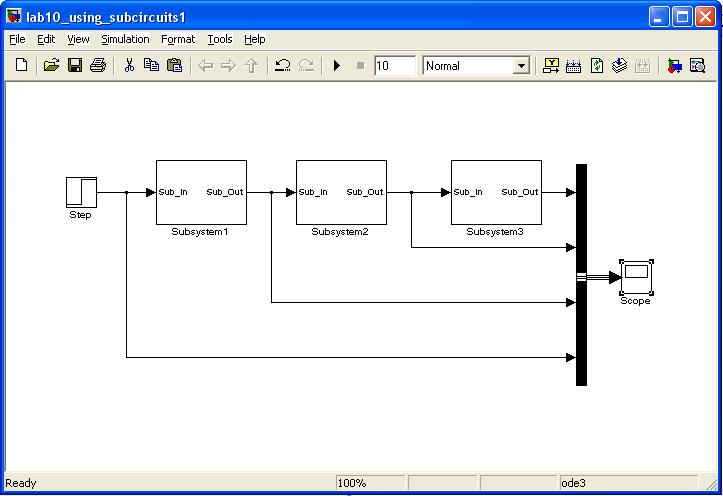 lab10_using_subcircuits1
File Edit View Simulation Format Tools Help
10 Normal
Sub_In Sub_Out Sub_In Sub_Out Sub_In Sub_Out
Step Subsystem1 Subsystem2 Subsystem3
Scope
Ready 100% ode3